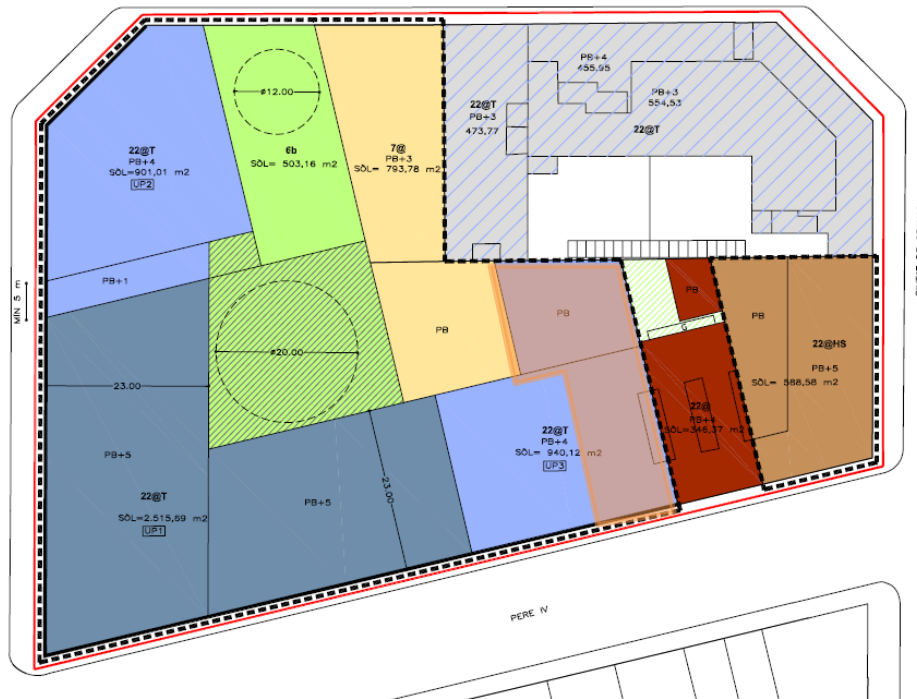 PB+4
455,95
22@T
PB+3
473,77
PB+3
554,53
22@T
ø12.00
22@T
PB+4
SÒL=901,01 m2
UP2
6b
SÒL= 503,16 m2
7@
PB+3
SÒL= 793,78 m2
PB+1
MÍN 5 m
PB
PB
PB
G
PB
22@HS
PB+5
SÒL= 588,58 m2
ø20.00
23.00
22@
PB+4
SÒL=346,37 m2
22@T
PB+4
SÒL= 940,12 m2
UP3
PB+5
22@T
SÒL=2.515,69 m2
UP1
PB+5
23.00
PERE IV